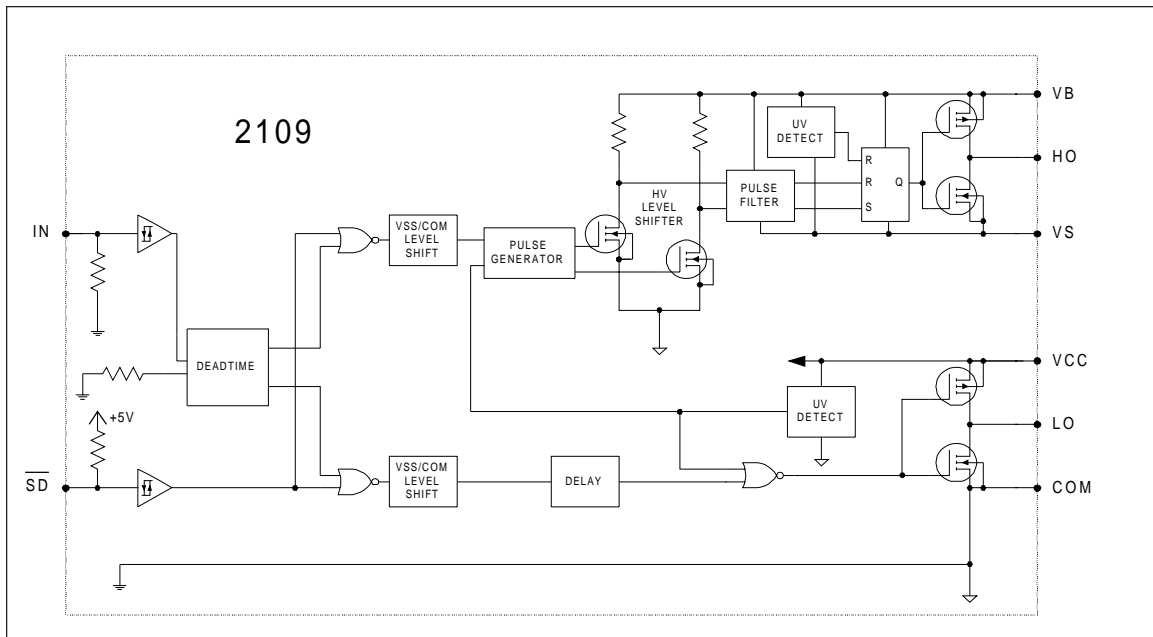 2109
VB
UV
DETECT
HO
R
R
Q
S
PULSE
FILTER
HV
LEVEL
SHIFTER
VS
IN
VSS/COM
LEVEL
SHIFT
PULSE
GENERATOR
DEADTIME
VCC
UV
DETECT
LO
+5V
SD
VSS/COM
LEVEL
SHIFT
DELAY
COM